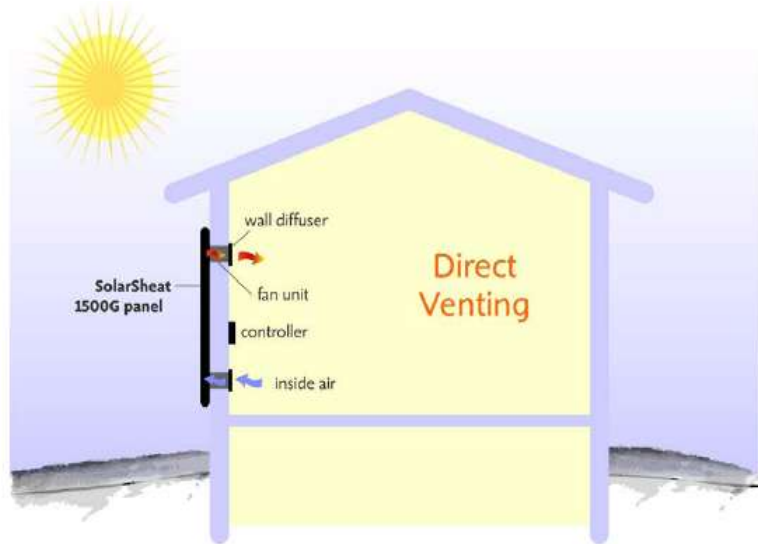 wall diffuser
SolarSheat
1500G panel
fan unit
Direct
Venting
controller
inside air